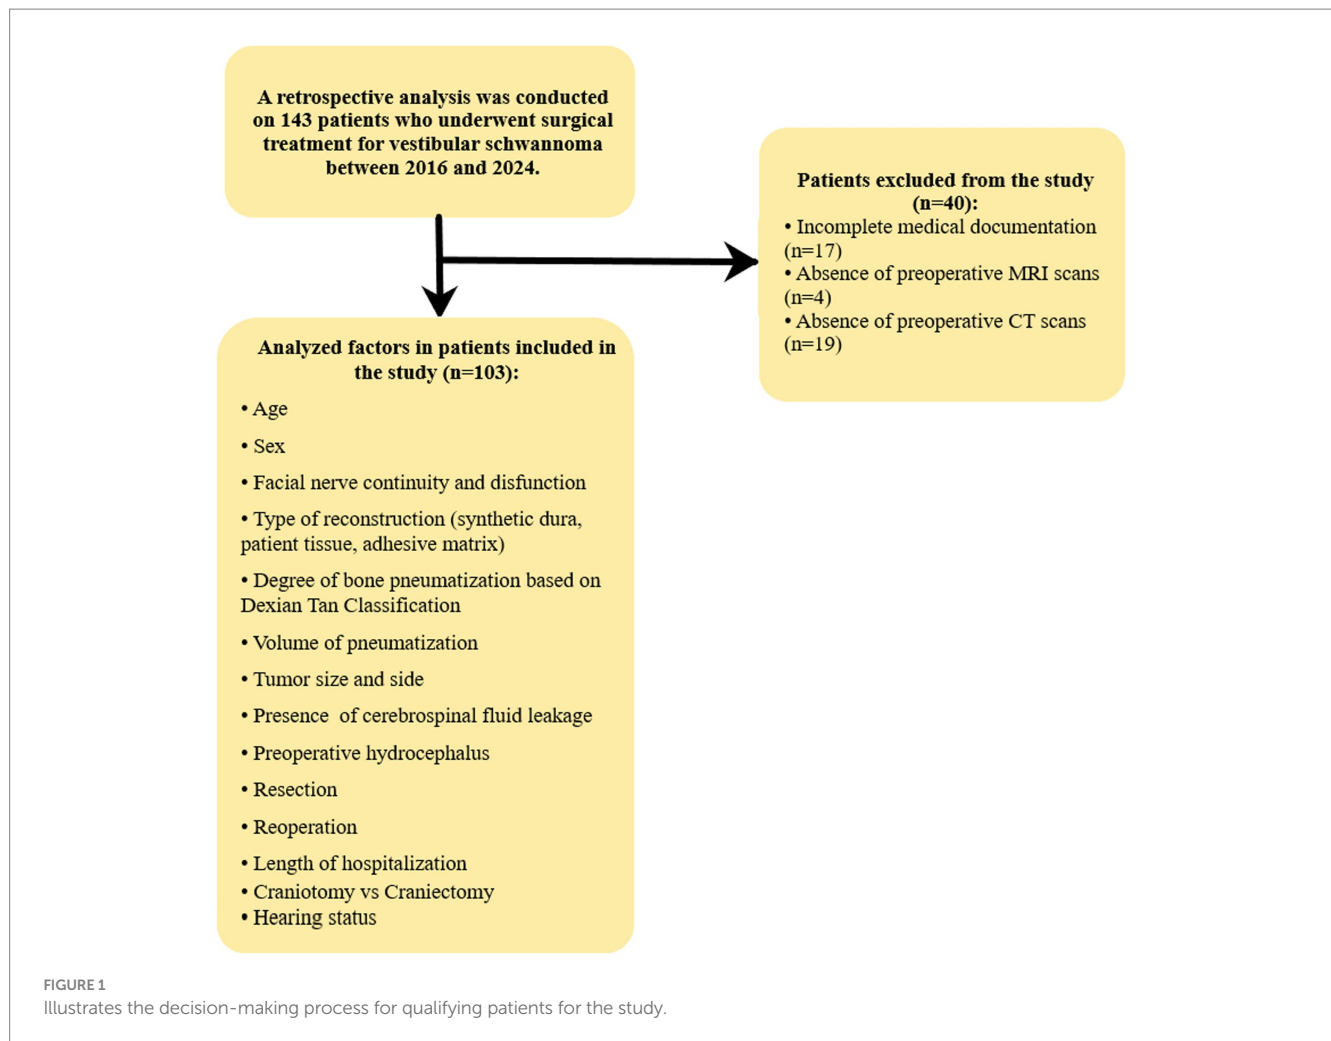 A retrospective analysis was conducted
on 143 patients who underwent surgical
treatment for vestibular schwannoma
between 2016 and 2024.
Patients excluded from the study
(n=40):
• Incomplete medical documentation
(n=17)
• Absence of preoperative MRI scans
(n=4)
• Absence of preoperative CT scans
(n=19)
Analyzed factors in patients included in
the study (n=103):
• Age
• Sex
• Facial nerve continuity and disfunction
• Type of reconstruction (synthetic dura,
patient tissue, adhesive matrix)
• Degree of bone pneumatization based on
Dexian Tan Classification
• Volume of pneumatization
• Tumor size and side
• Presence of cerebrospinal fluid leakage
• Preoperative hydrocephalus
• Resection
• Reoperation
• Length of hospitalization
• Craniotomy vs Craniectomy
• Hearing status
FIGURE 1
Illustrates the decision-making process for qualifying patients for the study.